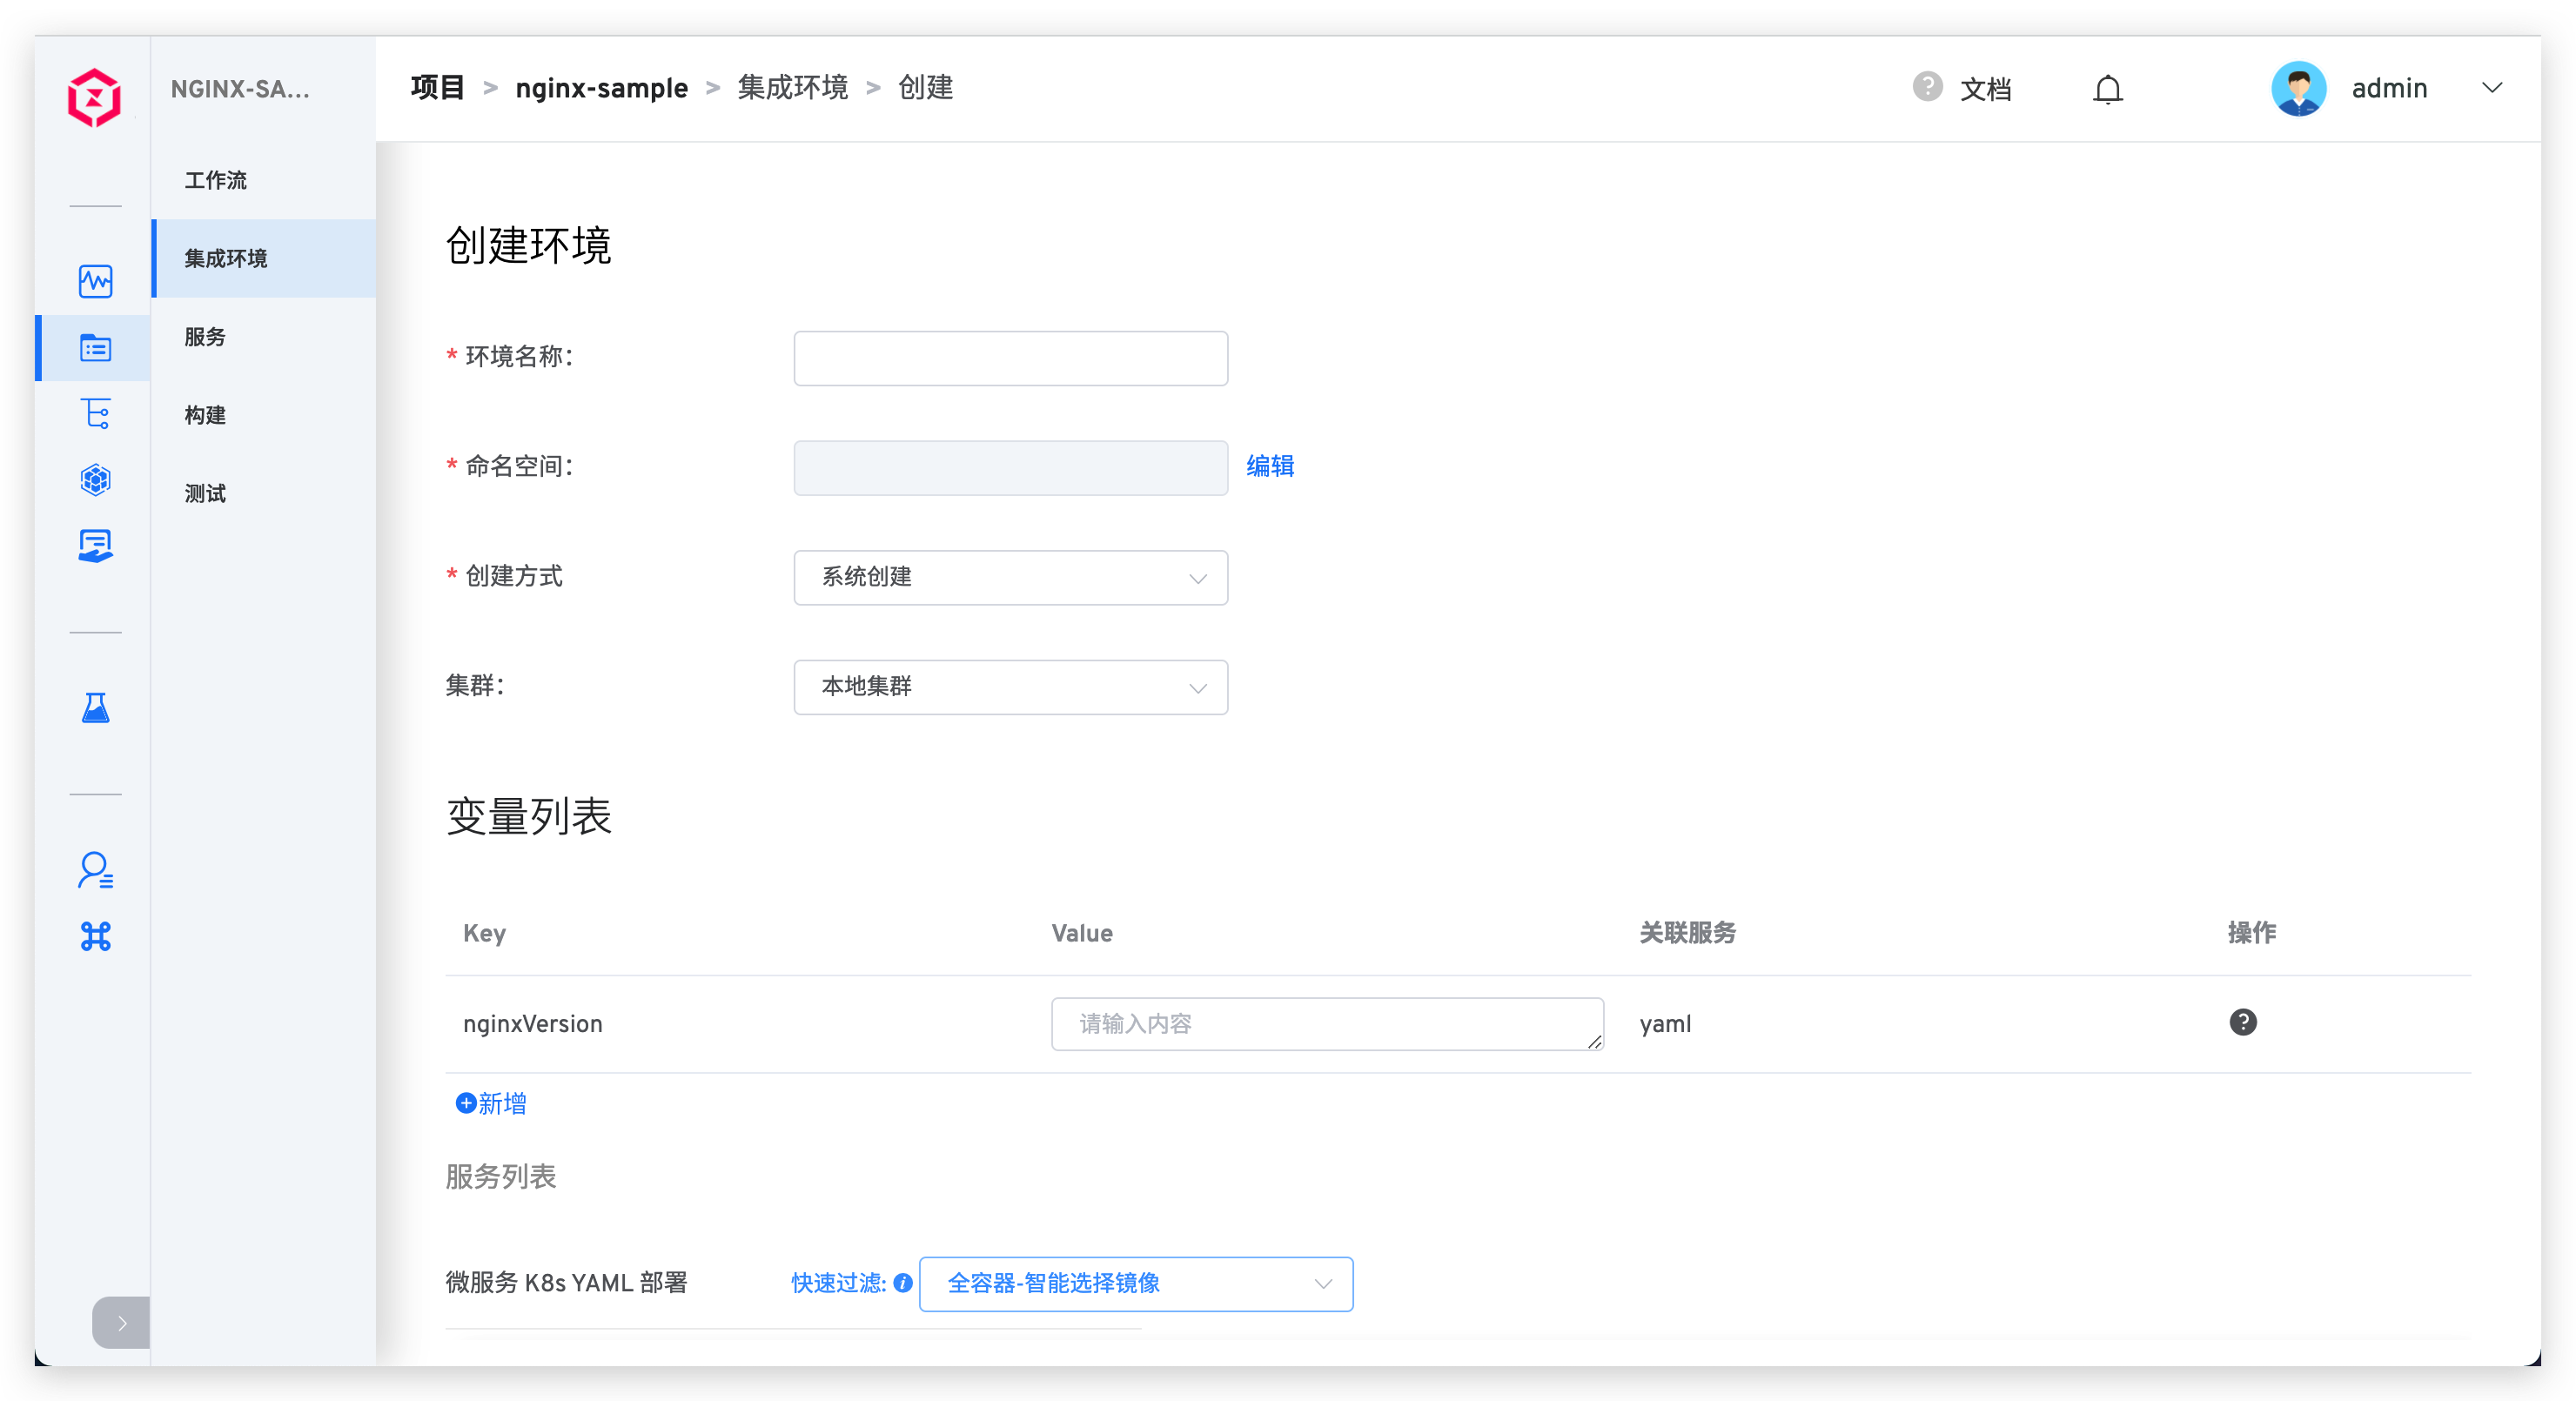 NGINX-SA...
项目 > nginx-sample > 集成环境 > 创建
文档
admin
工作流
集成环境
服务
构建
测试
创建环境
* 环境名称：
* 命名空间：
编辑
* 创建方式
系统创建
集群：
本地集群
变量列表
Key Value 关联服务 操作
nginxVersion 请输入内容 yaml
新增
服务列表
微服务 K8s YAML 部署 快速过滤: 全容器-智能选择镜像